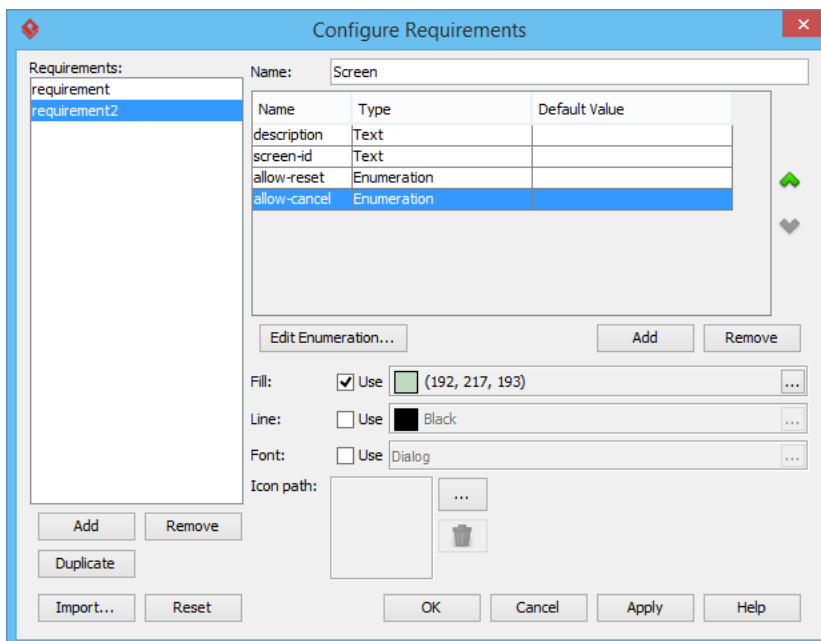 Configure Requirements
Requirements:
requirement
requirement2
Name: Screen
Name Type Default Value
description Text
screen-id Text
allow-reset Enumeration
allow-cancel Enumeration
Edit Enumeration... Add Remove
Fill: Use (192, 217, 193) ...
Line: Use Black ...
Font: Use Dialog ...
Icon path: ...
Add Remove
Duplicate
Import... Reset OK Cancel Apply Help